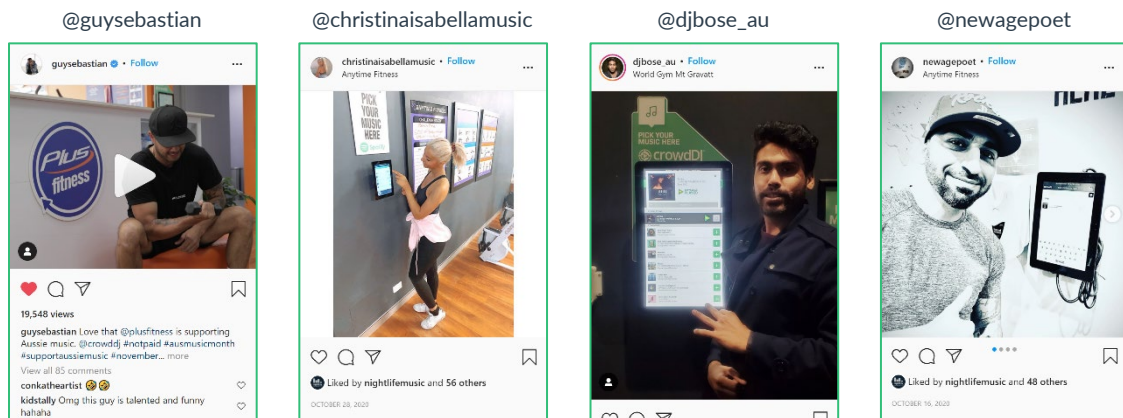 @guysebastian
@christinaisabellamusic
@djbose_au
@newagepoet
guysebastian • Follow
Plus
fitness
19,548 views
guysebastian Love that @plusfitness is supporting
Aussie music. @crowddj #notpaid #ausmusicmonth
#supportaussiemusic #november... more
View all 85 comments
conkatheartist 🤣🤣
kidstally Omg this guy is talented and funny
hahaha
christinaisabellamusic • Follow
Anytime Fitness
PICK
YOUR
MUSIC
HERE
Liked by nightlifemusic and 56 others
OCTOBER 28, 2020
djbose_au • Follow
World Gym Mt Gravatt
PICK YOUR
MUSIC HERE
crowdDJ
Liked by nightlifemusic and 48 others
newagepoet • Follow
Anytime Fitness
OCTOBER 16, 2020